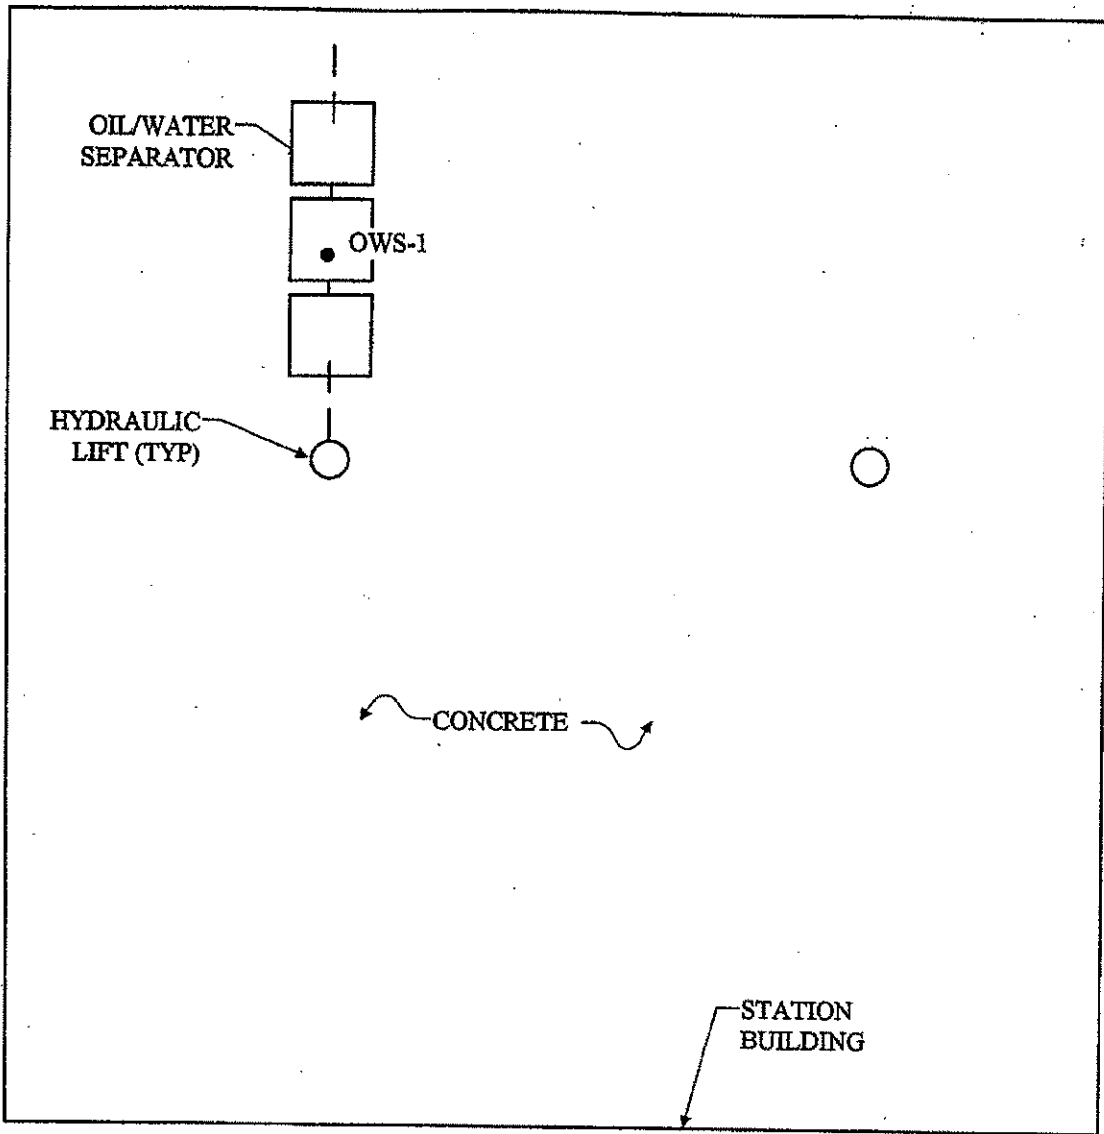 OIL/WATER
SEPARATOR
OWS-1
HYDRAULIC
LIFT (TYP)
CONCRETE
STATION
BUILDING